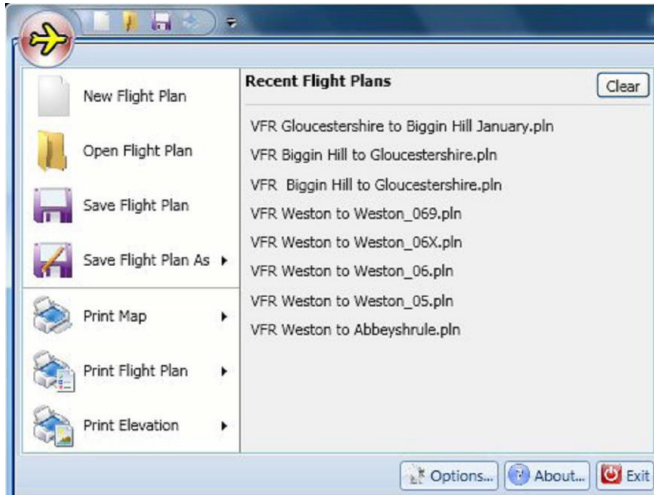 New Flight Plan
Open Flight Plan
Save Flight Plan
Save Flight Plan As
Print Map
Print Flight Plan
Print Elevation
Recent Flight Plans
Clear
VFR Gloucestershire to Biggin Hill January.pln
VFR Biggin Hill to Gloucestershire.pln
VFR  Biggin Hill to Gloucestershire.pln
VFR Weston to Weston_069.pln
VFR Weston to Weston_06X.pln
VFR Weston to Weston_06.pln
VFR Weston to Weston_05.pln
VFR Weston to Abbeyshrule.pln
Options...
About...
Exit